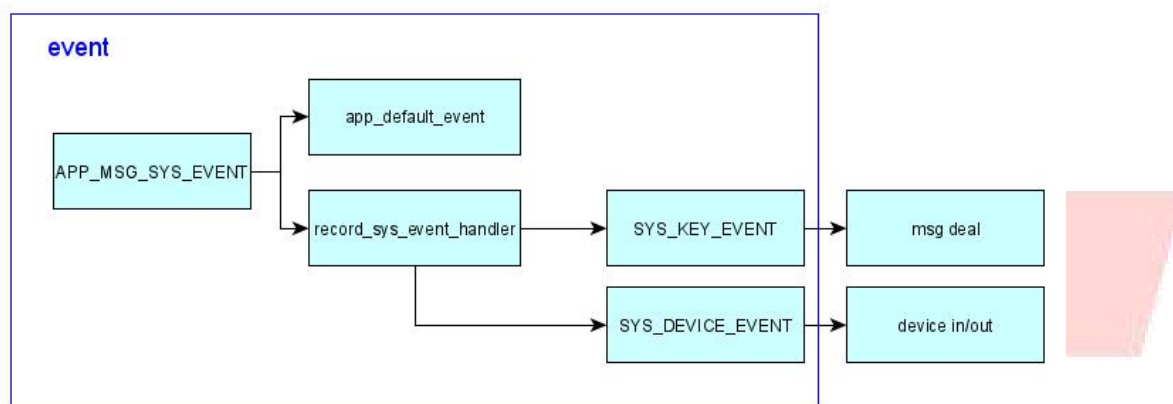 event
app_default_event
APP_MSG_SYS_EVENT
record_sys_event_handler
SYS_KEY_EVENT
msg deal
SYS_DEVICE_EVENT
device in/out